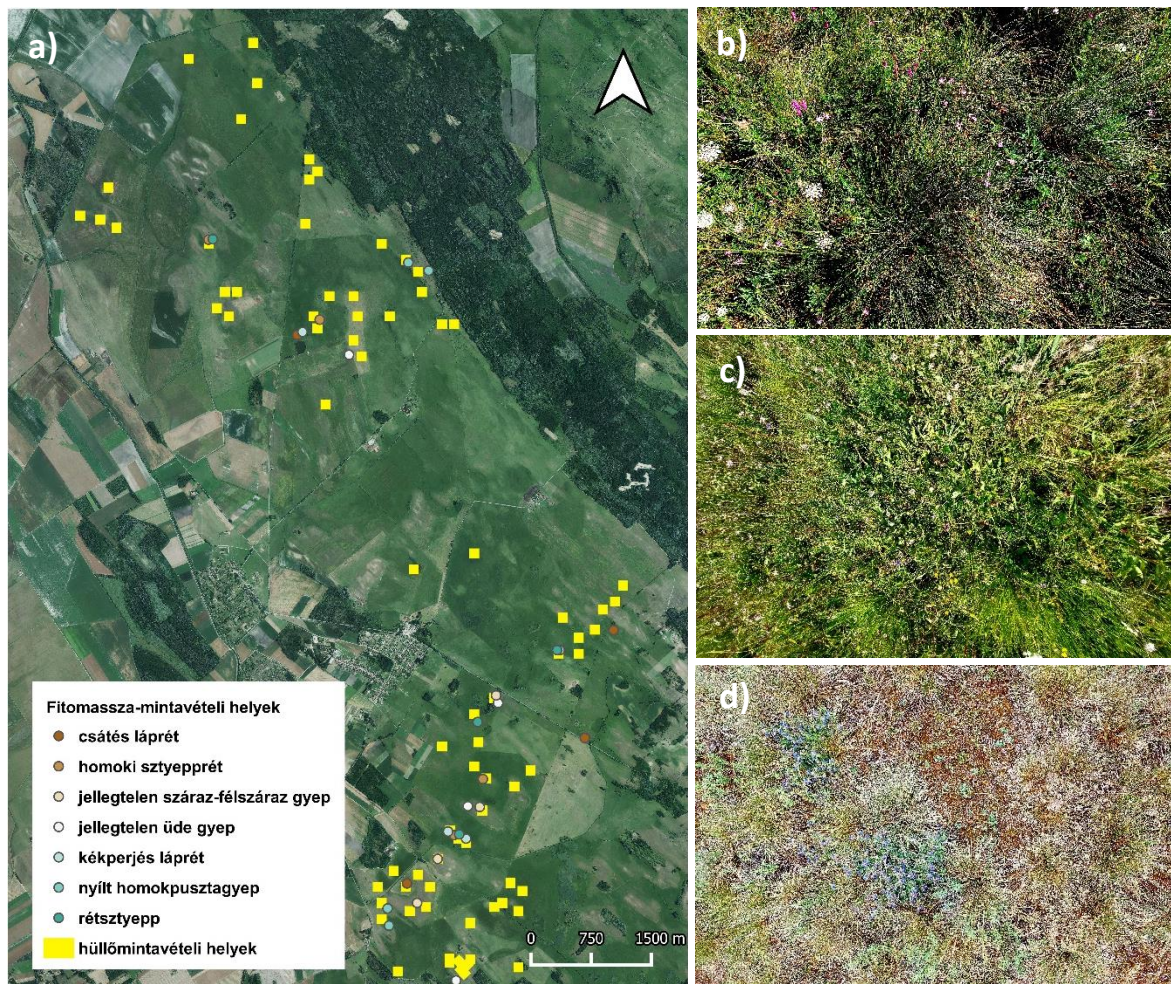 a)
Fitomassza-mintavételi helyek
csátés láprét
homoki sztyepprét
jellegtelen száraz-félszáraz gyep
jellegtelen üde gyep
kékperjés láprét
nyílt homokpusztagyep
rétsztyepp
hüllőmintavételi helyek
0 750 1500 m
b)
c)
d)